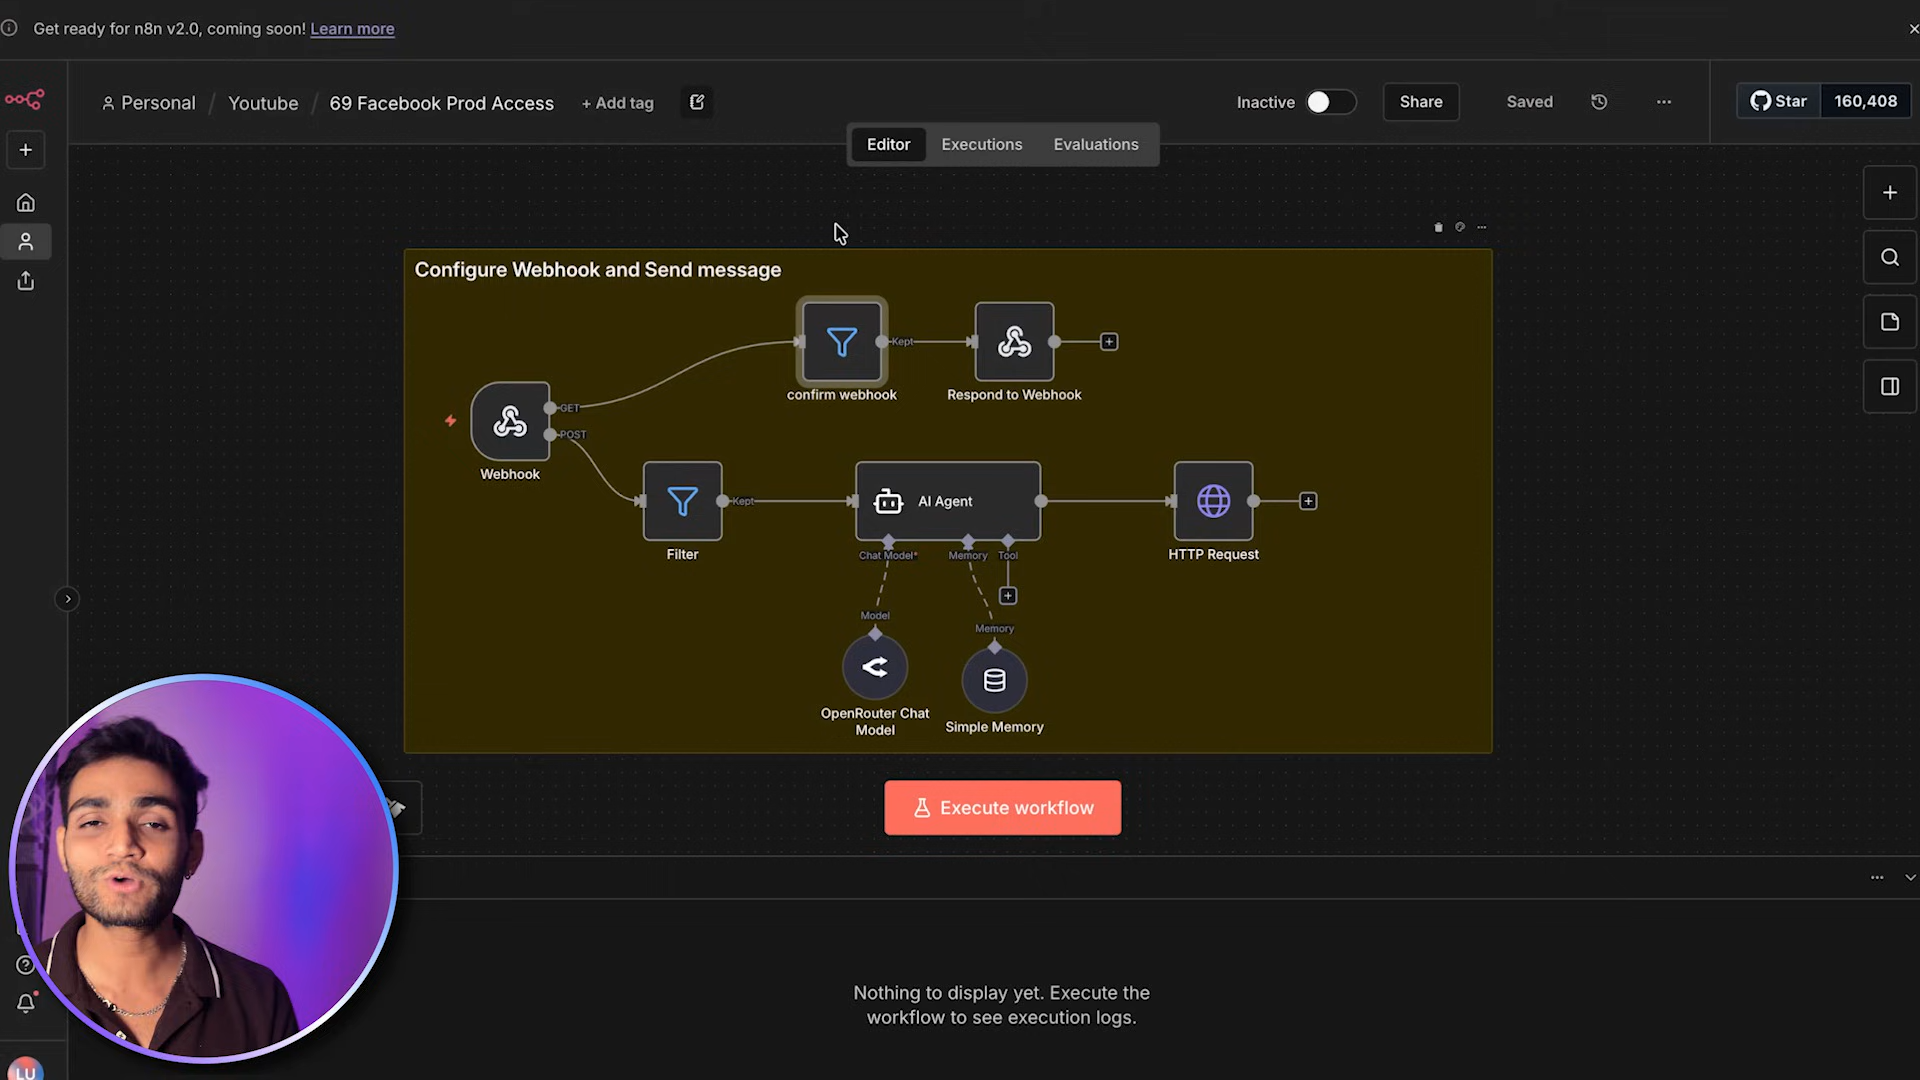 Get ready for n8n v2.0, coming soon! Learn more
Personal / Youtube / 69 Facebook Prod Access + Add tag
Inactive
Share
Saved
Star 160,408
Editor Executions Evaluations
Configure Webhook and Send message
Kept
confirm webhook
Respond to Webhook
GET
POST
Webhook
Kept
AI Agent
Filter
Chat Model*
Memory
Tool
HTTP Request
Model
Memory
OpenRouter Chat
Model
Simple Memory
Execute workflow
Nothing to display yet. Execute the
workflow to see execution logs.
LU